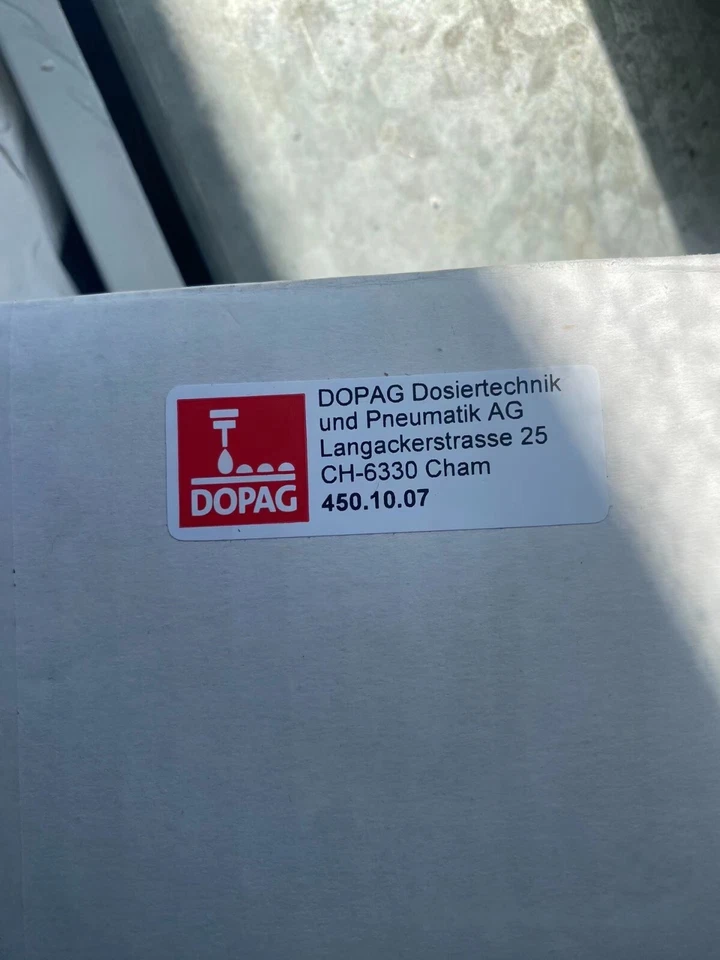 DOPAG
DOPAG Dosiertechnik
und Pneumatik AG
Langackerstrasse 25
CH-6330 Cham
450.10.07